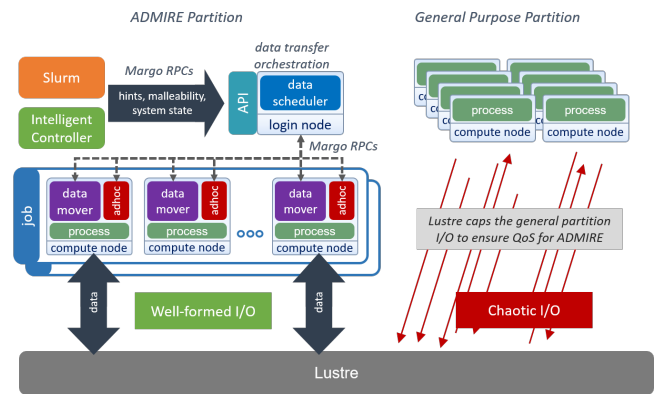 ADMIRE Partition
General Purpose Partition
Slurm
Intelligent
Controller
Margo RPCs
hints, malleability,
system state
data transfer
orchestration
API
data
scheduler
login node
Margo RPCs
job
data
mover
adhoc
process
compute node
data
mover
adhoc
process
compute node
data
mover
adhoc
process
compute node
data
Well-formed I/O
data
process
process
compute node
compute node
Lustre caps the general partition
I/O to ensure QoS for ADMIRE
Chaotic I/O
Lustre